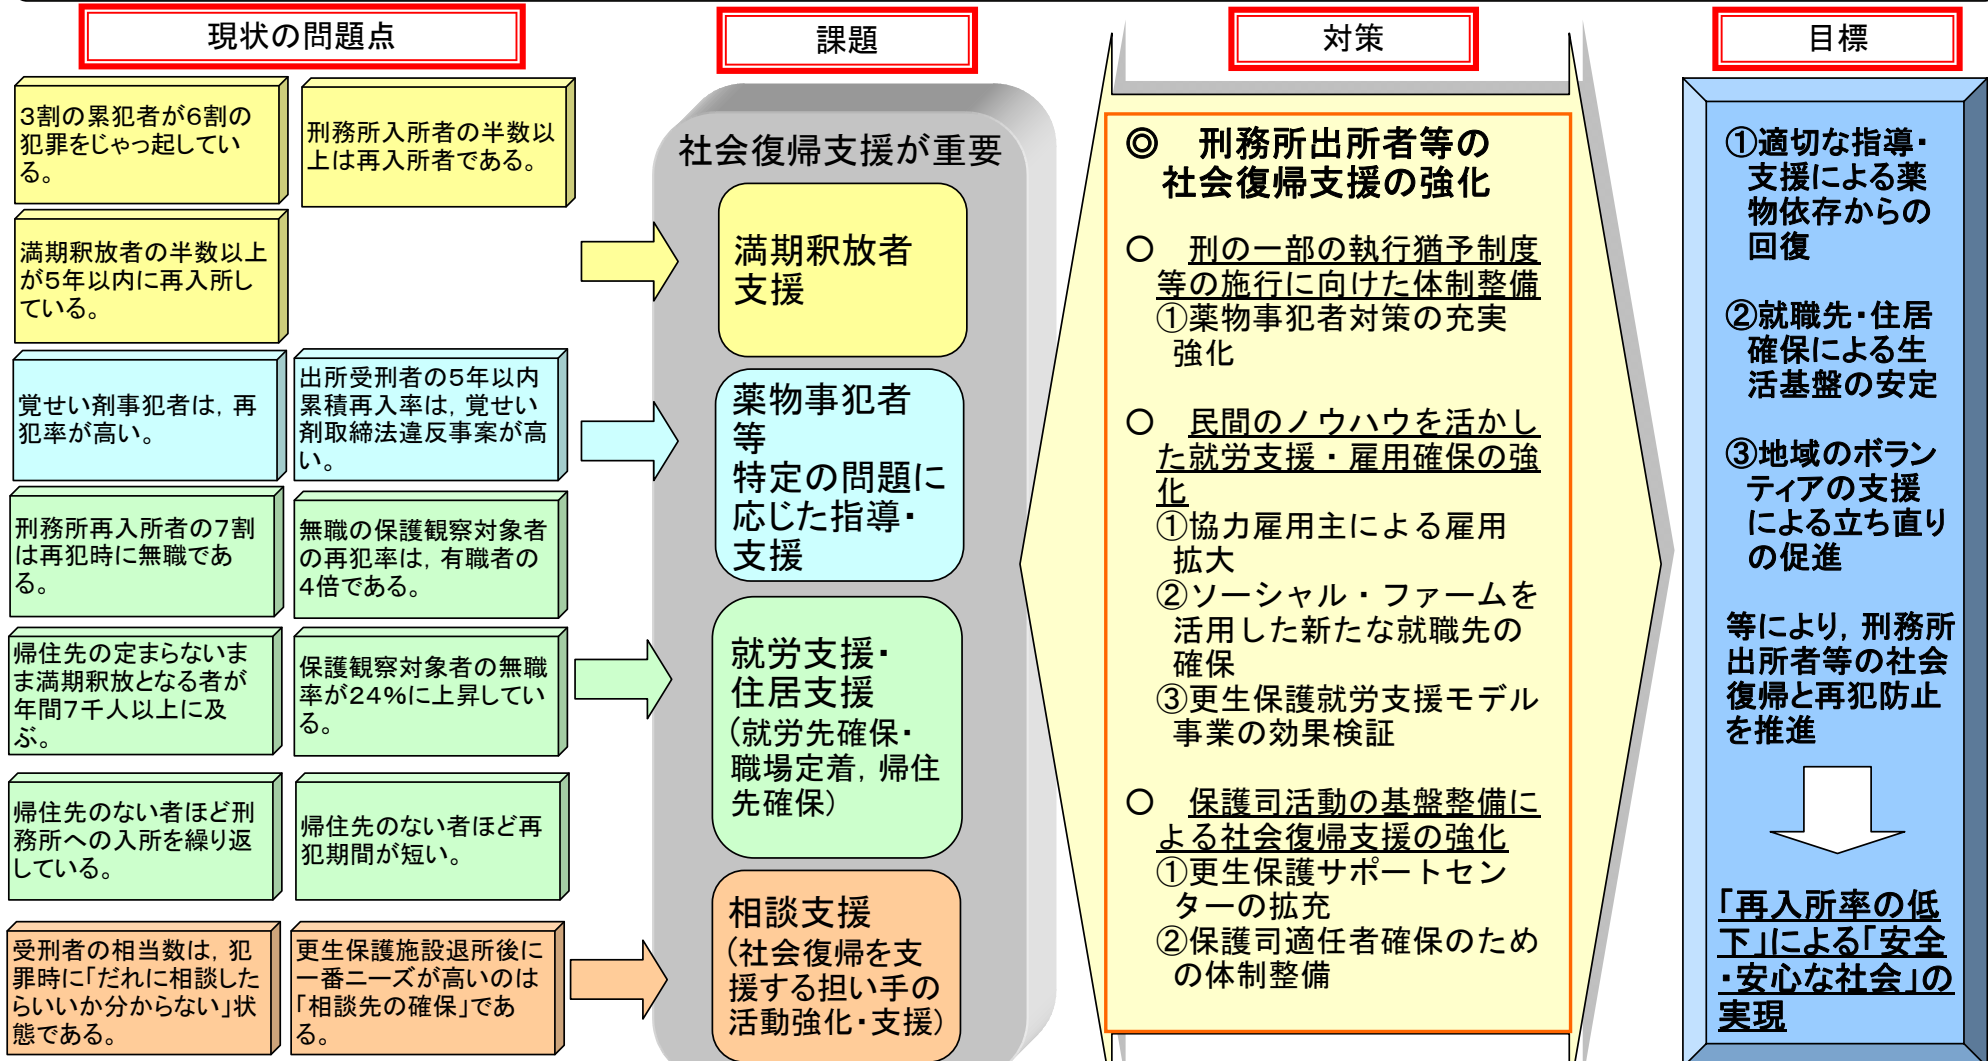 現状の問題点
3割の累犯者が6割の
犯罪をじゃっ起してい
る。
刑務所入所者の半数以
上は再入所者である。
満期釈放者の半数以上
が5年以内に再入所し
ている。
覚せい剤事犯者は，再
犯率が高い。
出所受刑者の5年以内
累積再入率は，覚せい
剤取締法違反事案が高
い。
刑務所再入所者の7割
は再犯時に無職であ
る。
無職の保護観察対象者
の再犯率は，有職者の
4倍である。
帰住先の定まらないま
ま満期釈放となる者が
年間7千人以上に及
ぶ。
保護観察対象者の無職
率が24％に上昇してい
る。
帰住先のない者ほど刑
務所への入所を繰り返
している。
帰住先のない者ほど再
犯期間が短い。
受刑者の相当数は，犯
罪時に「だれに相談した
らいいか分からない」状
態である。
更生保護施設退所後に
一番ニーズが高いのは
「相談先の確保」であ
る。
課題
社会復帰支援が重要
満期釈放者
支援
薬物事犯者
等
特定の問題に
応じた指導・
支援
就労支援・
住居支援
（就労先確保・
職場定着，帰住
先確保）
相談支援
（社会復帰を支
援する担い手の
活動強化・支援）
対策
◎　刑務所出所者等の
社会復帰支援の強化
○　刑の一部の執行猶予制度
等の施行に向けた体制整備
①薬物事犯者対策の充実
強化
○　民間のノウハウを活かし
た就労支援・雇用確保の強
化
①協力雇用主による雇用
拡大
②ソーシャル・ファームを
活用した新たな就職先の
確保
③更生保護就労支援モデル
事業の効果検証
○　保護司活動の基盤整備に
よる社会復帰支援の強化
①更生保護サポートセン
ターの拡充
②保護司適任者確保のため
の体制整備
目標
①適切な指導・
支援による薬
物依存からの
回復
②就職先・住居
確保による生
活基盤の安定
③地域のボラン
ティアの支援
による立ち直り
の促進
等により，刑務所
出所者等の社会
復帰と再犯防止
を推進
「再入所率の低
下」による「安全
・安心な社会」の
実現